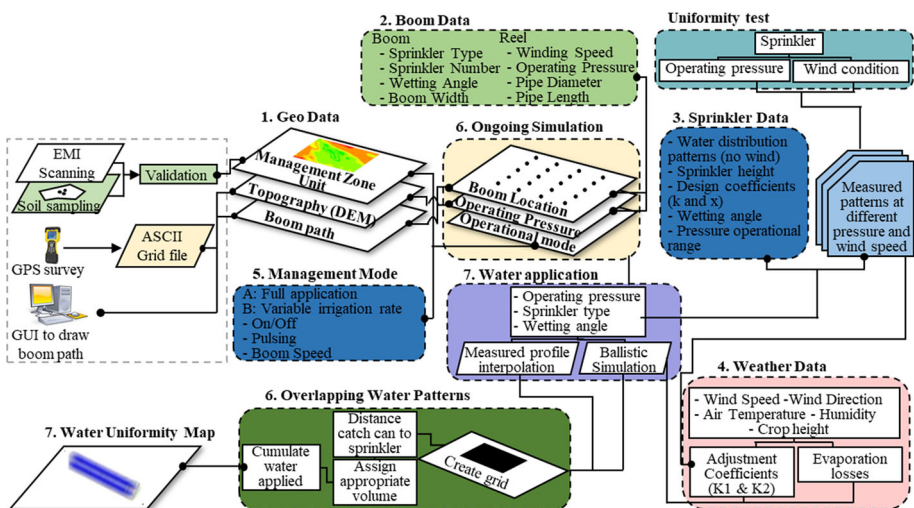 2. Boom Data
Boom
- Sprinkler Type
- Sprinkler Number
- Wetting Angle
- Boom Width
Reel
- Winding Speed
- Operating Pressure
- Pipe Diameter
- Pipe Length
Uniformity test
Sprinkler
Operating pressure
Wind condition
1. Geo Data
Management Zone
Unit
Topography (DEM)
Boom path
EMI
Scanning
Soil sampling
Validation
GPS survey
ASCII
Grid file
GUI to draw
boom path
6. Ongoing Simulation
Boom Location
Operating Pressure
Operational mode
3. Sprinkler Data
- Water distribution
patterns (no wind)
- Sprinkler height
- Design coefficients
(k and x)
- Wetting angle
- Pressure operational
range
Measured
patterns at
different
pressure and
wind speed
5. Management Mode
A: Full application
B: Variable irrigation rate
- On/Off
- Pulsing
- Boom Speed
7. Water application
- Operating pressure
- Sprinkler type
- Wetting angle
Measured profile
interpolation
Ballistic
Simulation
4. Weather Data
- Wind Speed -Wind Direction
- Air Temperature - Humidity
- Crop height
Adjustment
Coefficients
(K1 & K2)
Evaporation
losses
6. Overlapping Water Patterns
Distance
catch can to
sprinkler
Cumulate
water
applied
Assign
appropriate
volume
Create grid
7. Water Uniformity Map